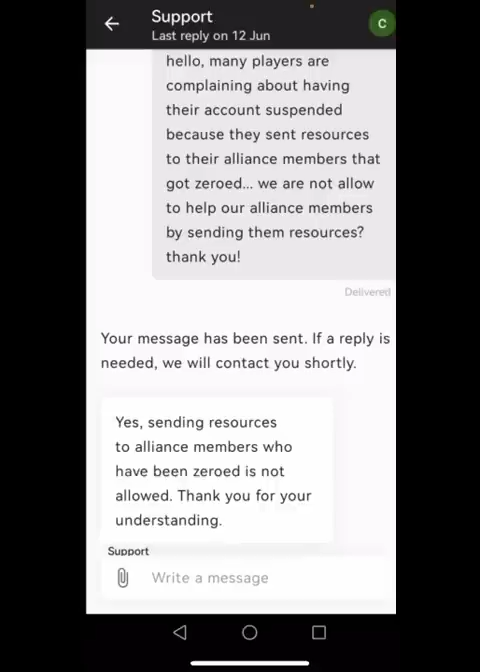 Support
Last reply on 12 Jun
C
hello, many players are
complaining about having
their account suspended
because they sent resources
to their alliance members that
got zeroed... we are not allow
to help our alliance members
by sending them resources?
thank you!
Delivered
Your message has been sent. If a reply is
needed, we will contact you shortly.
Yes, sending resources
to alliance members who
have been zeroed is not
allowed. Thank you for your
understanding.
Support
Write a message